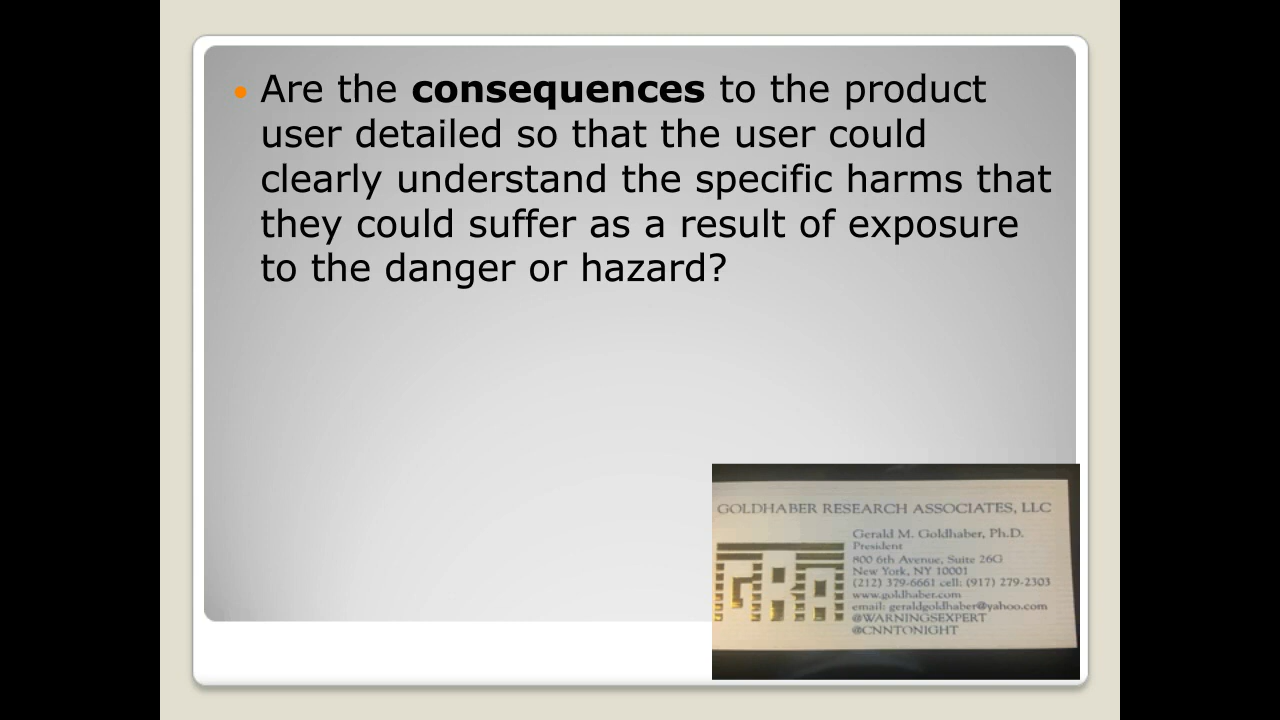 • Are the consequences to the product
user detailed so that the user could
clearly understand the specific harms that
they could suffer as a result of exposure
to the danger or hazard?
GOLDHABER RESEARCH ASSOCIATES, LLC
GRA
Gerald M. Goldhaber, Ph.D.
President
800 6th Avenue, Suite 26G
New York, NY 10001
(212) 379-6661 cell: (917) 279-2303
www.goldhaber.com
email: geraldgoldhaber@yahoo.com
@WARNINGSEXPERT
@CNNTONIGHT